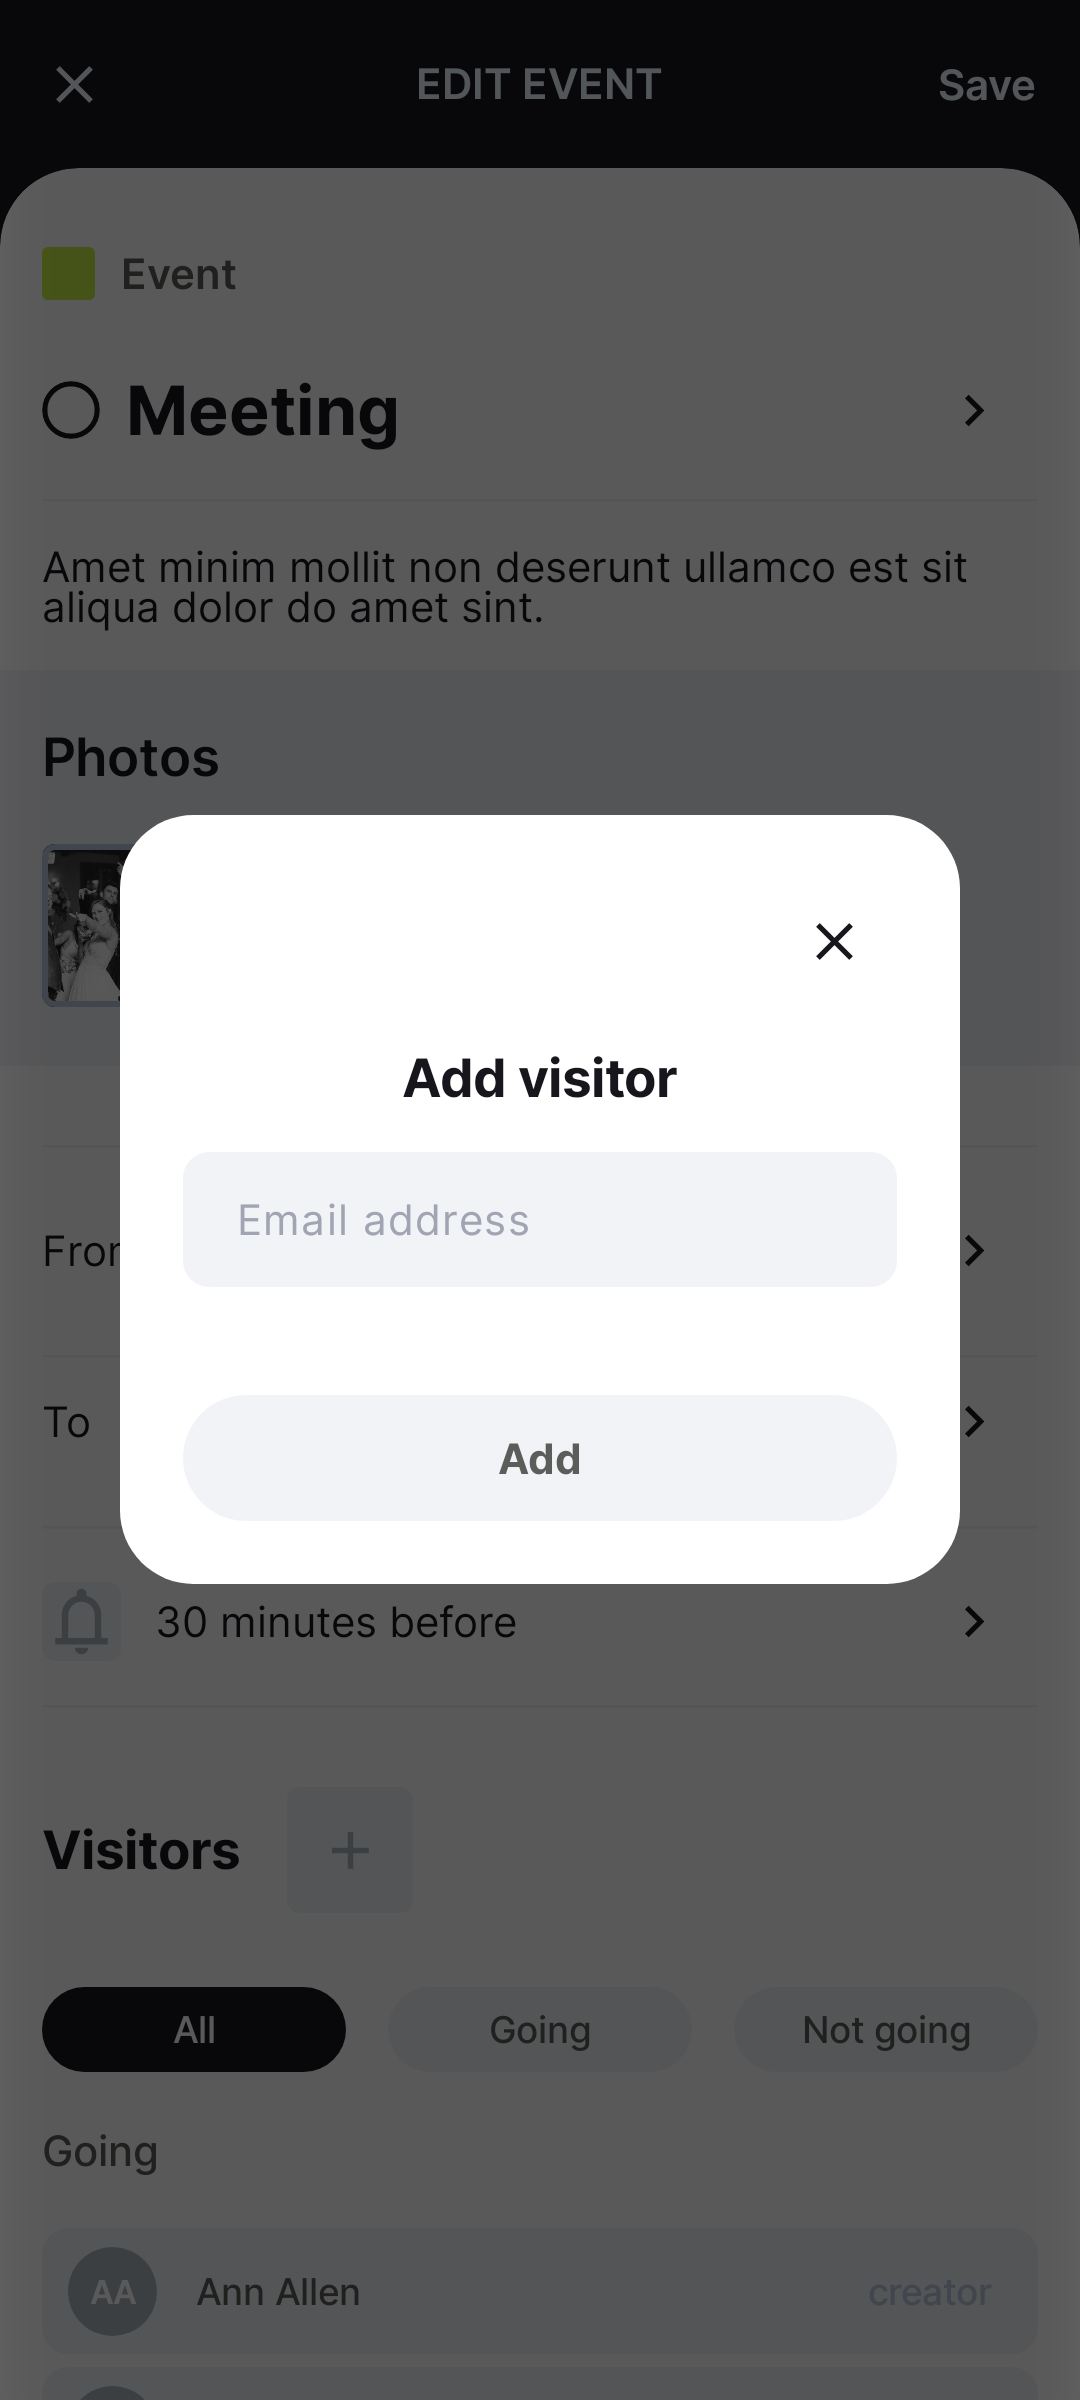 EDIT EVENT
Save
Event
Meeting
Amet minim mollit non deserunt ullamco est sit
aliqua dolor do amet sint.
Photos
Add visitor
Email address
Add
To
30 minutes before
Visitors
All
Going
Not going
Going
AA
Ann Allen
creator